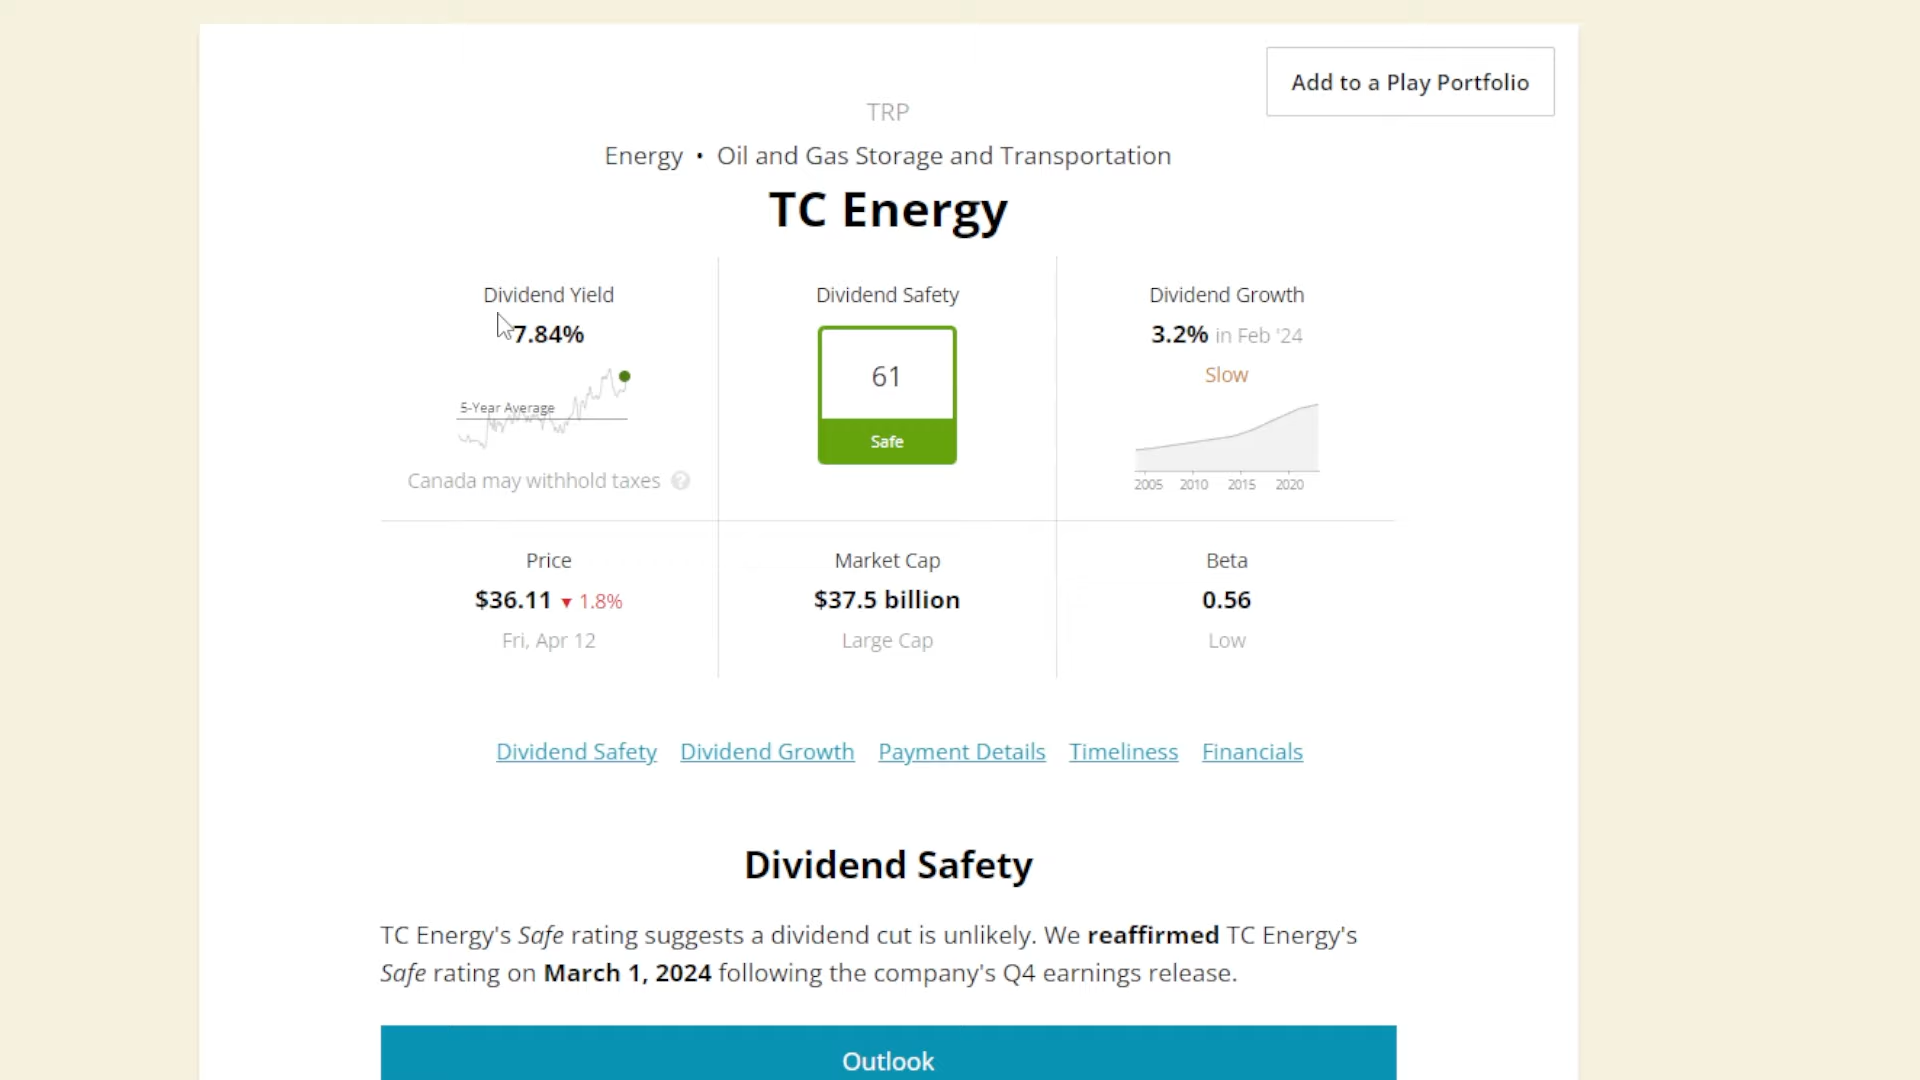 Add to a Play Portfolio
TRP
Energy • Oil and Gas Storage and Transportation
TC Energy
Dividend Yield
7.84%
5-Year Average
Canada may withhold taxes ?
Dividend Safety
61
Safe
Dividend Growth
3.2% in Feb '24
Slow
2005 2010 2015 2020
Price
$36.11 ▼ 1.8%
Fri, Apr 12
Market Cap
$37.5 billion
Large Cap
Beta
0.56
Low
Dividend Safety Dividend Growth Payment Details Timeliness Financials
Dividend Safety
TC Energy's Safe rating suggests a dividend cut is unlikely. We reaffirmed TC Energy's
Safe rating on March 1, 2024 following the company's Q4 earnings release.
Outlook